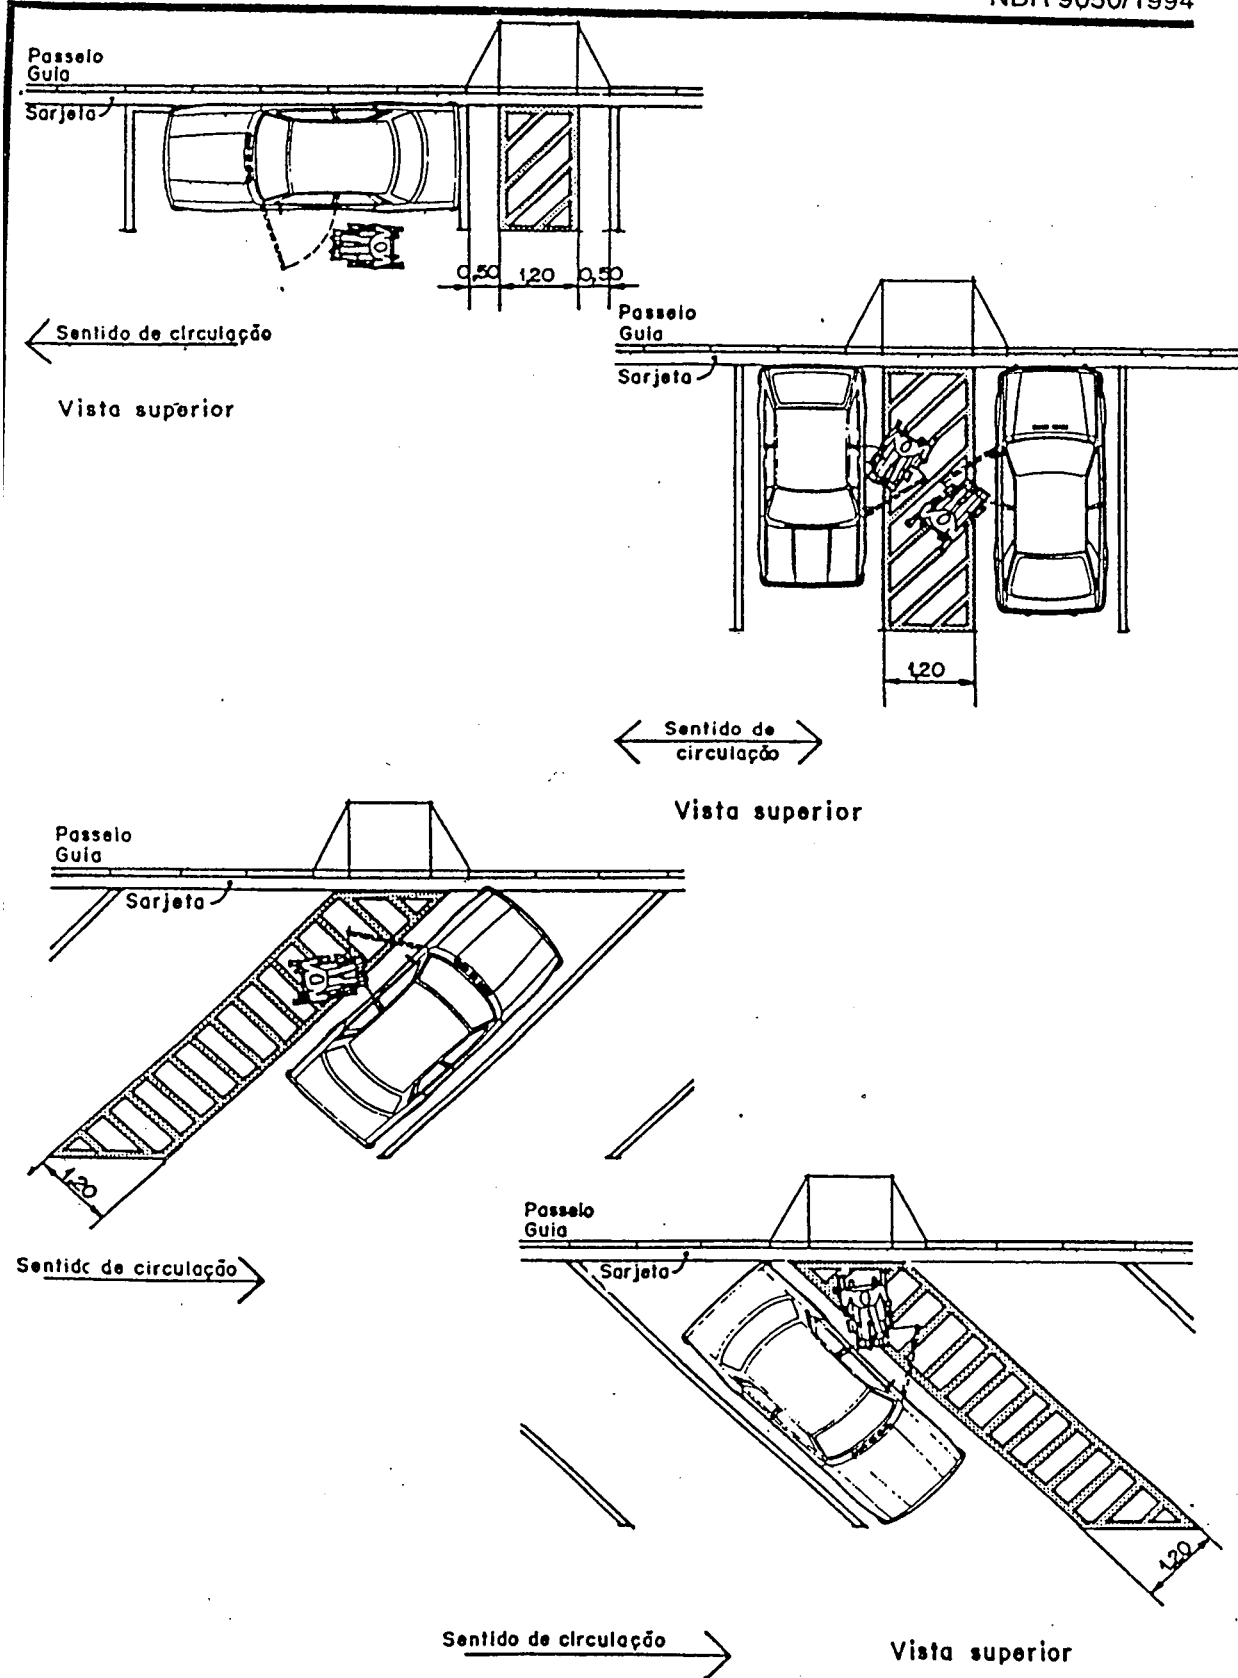 NBR 9050/1994
Passeio
Guia
Sarjeta
0,50 1,20 0,50
Sentido de circulação
Vista superior
Passeio
Guia
Sarjeta
1,20
Sentido de
circulação
Vista superior
Passeio
Guia
Sarjeta
1,20
Sentido de circulação
Passeio
Guia
Sarjeta
1,20
Sentido de circulação
Vista superior